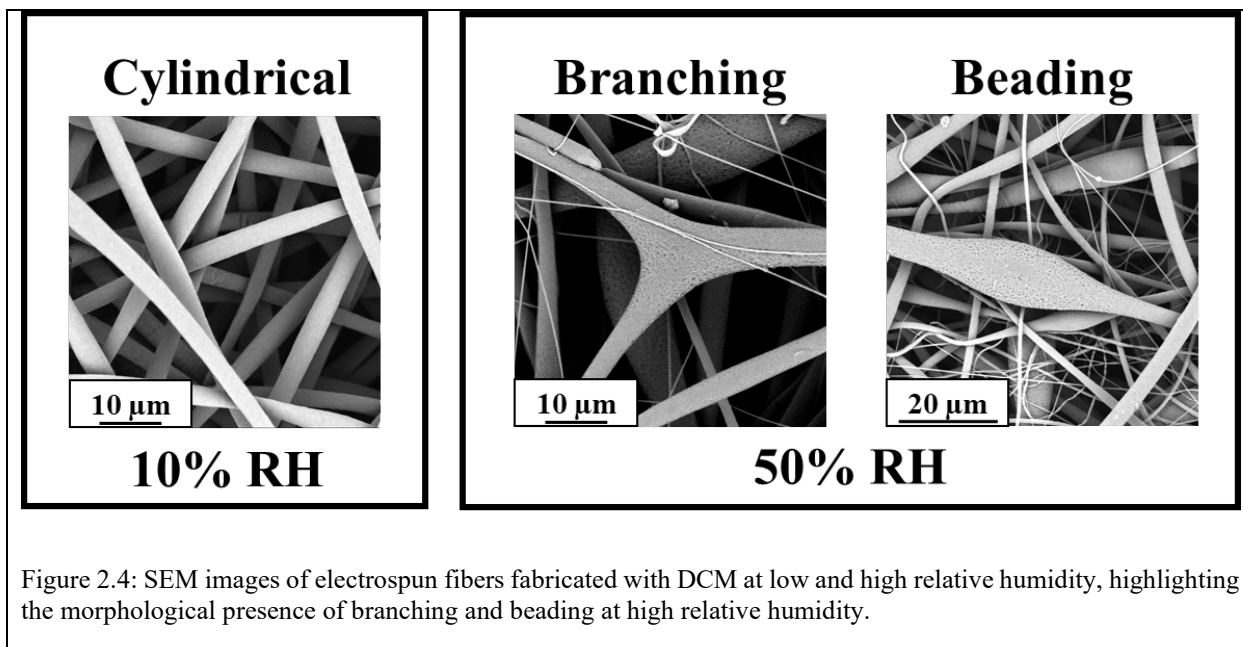 Cylindrical
10 µm
10% RH
Branching
Beading
10 µm
20 µm
50% RH
Figure 2.4: SEM images of electrospun fibers fabricated with DCM at low and high relative humidity, highlighting
the morphological presence of branching and beading at high relative humidity.